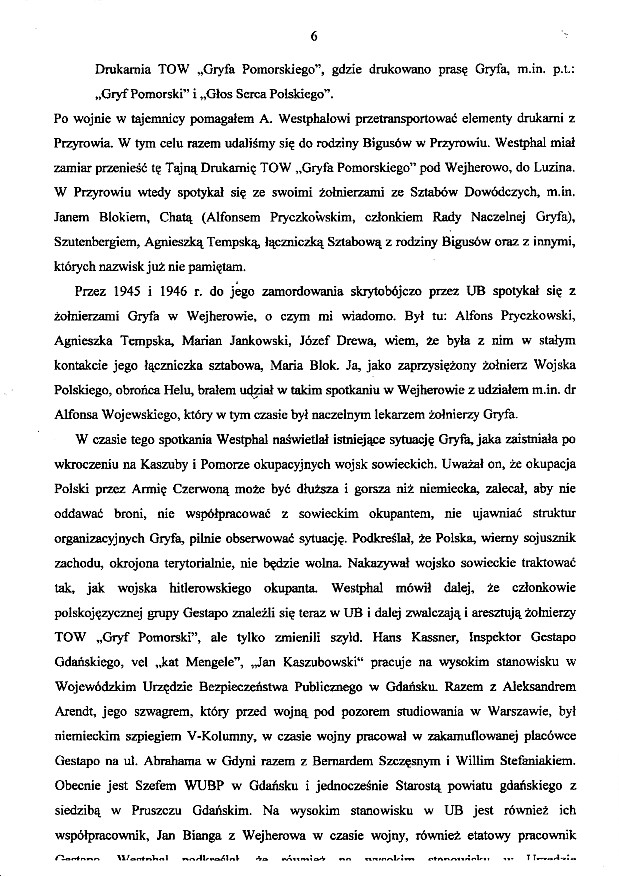 6
Drukarnia TOW „Gryfa Pomorskiego”, gdzie drukowano prasę Gryfa, m.in. p.t.:
„Gryf Pomorski” i „Głos Serca Polskiego”.
Po wojnie w tajemnicy pomagałem A. Westphalowi przetransportować elementy drukarni z
Przyrowia. W tym celu razem udaliśmy się do rodziny Bigusów w Przyrowiu. Westphal miał
zamiar przenieść tę Tajną Drukarnię TOW „Gryfa Pomorskiego” pod Wejherowo, do Luzina.
W Przyrowiu wtedy spotykał się ze swoimi żołnierzami ze Sztabów Dowódczych, m.in.
Janem Blokiem, Chatą (Alfonsem Pryczkowskim, członkiem Rady Naczelnej Gryfa),
Szutenbergiem, Agnieszką Tempską, łączniczką Sztabową z rodziny Bigusów oraz z innymi,
których nazwisk już nie pamiętam.
Przez 1945 i 1946 r. do jego zamordowania skrytobójczo przez UB spotykał się z
żołnierzami Gryfa w Wejherowie, o czym mi wiadomo. Był tu: Alfons Pryczkowski,
Agnieszka Tempska, Marian Jankowski, Józef Drewa, wiem, że była z nim w stałym
kontakcie jego łączniczka sztabowa, Maria Blok. Ja, jako zaprzysiężony żołnierz Wojska
Polskiego, obrońca Helu, brałem udział w takim spotkaniu w Wejherowie z udziałem m.in. dr
Alfonsa Wojewskiego, który w tym czasie był naczelnym lekarzem żołnierzy Gryfa.
W czasie tego spotkania Westphal naświetlał istniejące sytuację Gryfa, jaka zaistniała po
wkroczeniu na Kaszuby i Pomorze okupacyjnych wojsk sowieckich. Uważał on, że okupacja
Polski przez Armię Czerwoną może być dłuższa i gorsza niż niemiecka, zalecał, aby nie
oddawać broni, nie współpracować z sowieckim okupantem, nie ujawniać struktur
organizacyjnych Gryfa, pilnie obserwować sytuację. Podkreślał, że Polska, wierny sojusznik
zachodu, okrojona terytorialnie, nie będzie wolna. Nakazywał wojsko sowieckie traktować
tak, jak wojska hitlerowskiego okupanta. Westphal mówił dalej, że członkowie
polskojęzycznej grupy Gestapo znaleźli się teraz w UB i dalej zwalczają i aresztują żołnierzy
TOW „Gryf Pomorski”, ale tylko zmienili szyld. Hans Kassner, Inspektor Gestapo
Gdańskiego, vel „kat Mengele”, „Jan Kaszubowski“ pracuje na wysokim stanowisku w
Wojewódzkim Urzędzie Bezpieczeństwa Publicznego w Gdańsku. Razem z Aleksandrem
Arendt, jego szwagrem, który przed wojną pod pozorem studiowania w Warszawie, był
niemieckim szpiegiem V-Kolumny, w czasie wojny pracował w zakamuflowanej placówce
Gestapo na ul. Abrahama w Gdyni razem z Bernardem Szczęsnym i Willim Stefaniakiem.
Obecnie jest Szefem WUBP w Gdańsku i jednocześnie Starostą powiatu gdańskiego z
siedzibą w Pruszczu Gdańskim. Na wysokim stanowisku w UB jest również ich
współpracownik, Jan Bianga z Wejherowa w czasie wojny, również etatowy pracownik
Gestapo. Westphal podkreślał, że również na wysokim stanowisku w Urzędzie